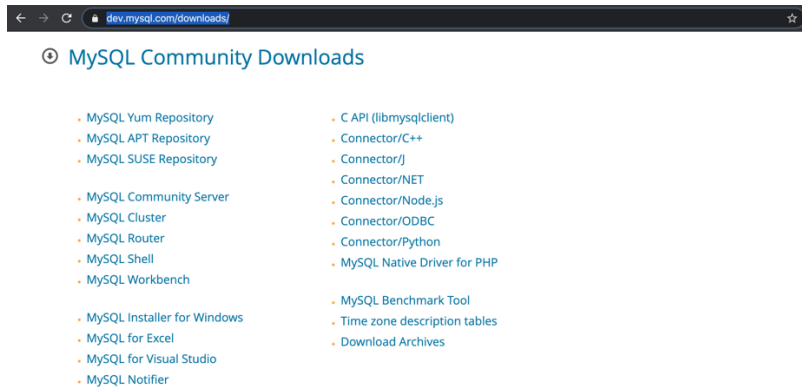 dev.mysql.com/downloads/
MySQL Community Downloads
MySQL Yum Repository
MySQL APT Repository
MySQL SUSE Repository
MySQL Community Server
MySQL Cluster
MySQL Router
MySQL Shell
MySQL Workbench
MySQL Installer for Windows
MySQL for Excel
MySQL for Visual Studio
MySQL Notifier
C API (libmysqlclient)
Connector/C++
Connector/J
Connector/NET
Connector/Node.js
Connector/ODBC
Connector/Python
MySQL Native Driver for PHP
MySQL Benchmark Tool
Time zone description tables
Download Archives